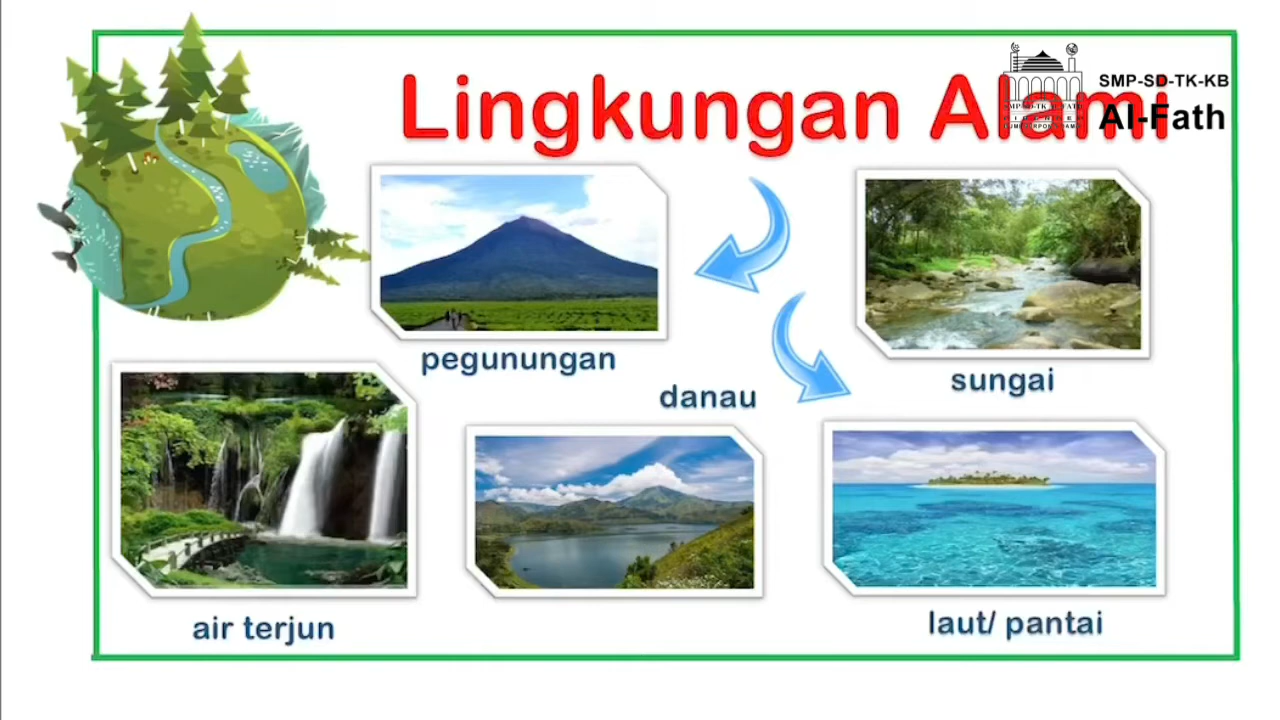 Lingkungan Alami
SMP-SD-TK-KB
Al-Fath
pegunungan
sungai
danau
air terjun
laut/ pantai